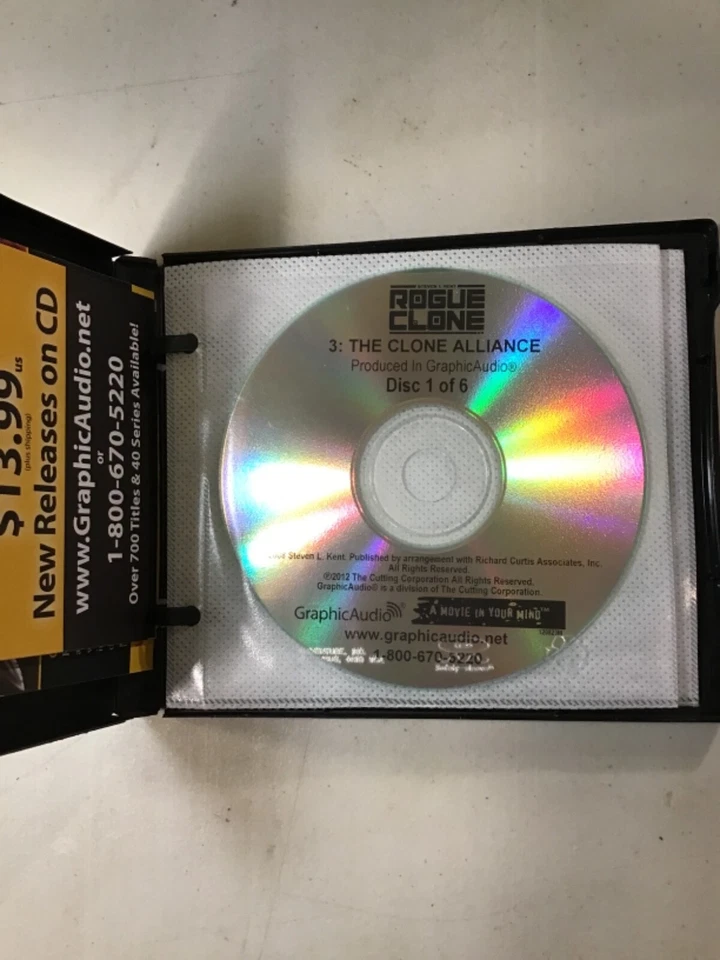 $13.99 US
(plus shipping)
New Releases on CD
www.GraphicAudio.net
or
1-800-670-5220
Over 700 Titles & 40 Series Available!
ROGUE
CLONE
3: THE CLONE ALLIANCE
Produced In GraphicAudio®
Disc 1 of 6
Steven L. Kent. Published by arrangement with Richard Curtis Associates, Inc.
All Rights Reserved.
℗2012 The Cutting Corporation All Rights Reserved.
GraphicAudio® is a division of The Cutting Corporation
GraphicAudio
A MOVIE IN YOUR MIND
www.graphicaudio.net
1-800-670-5220